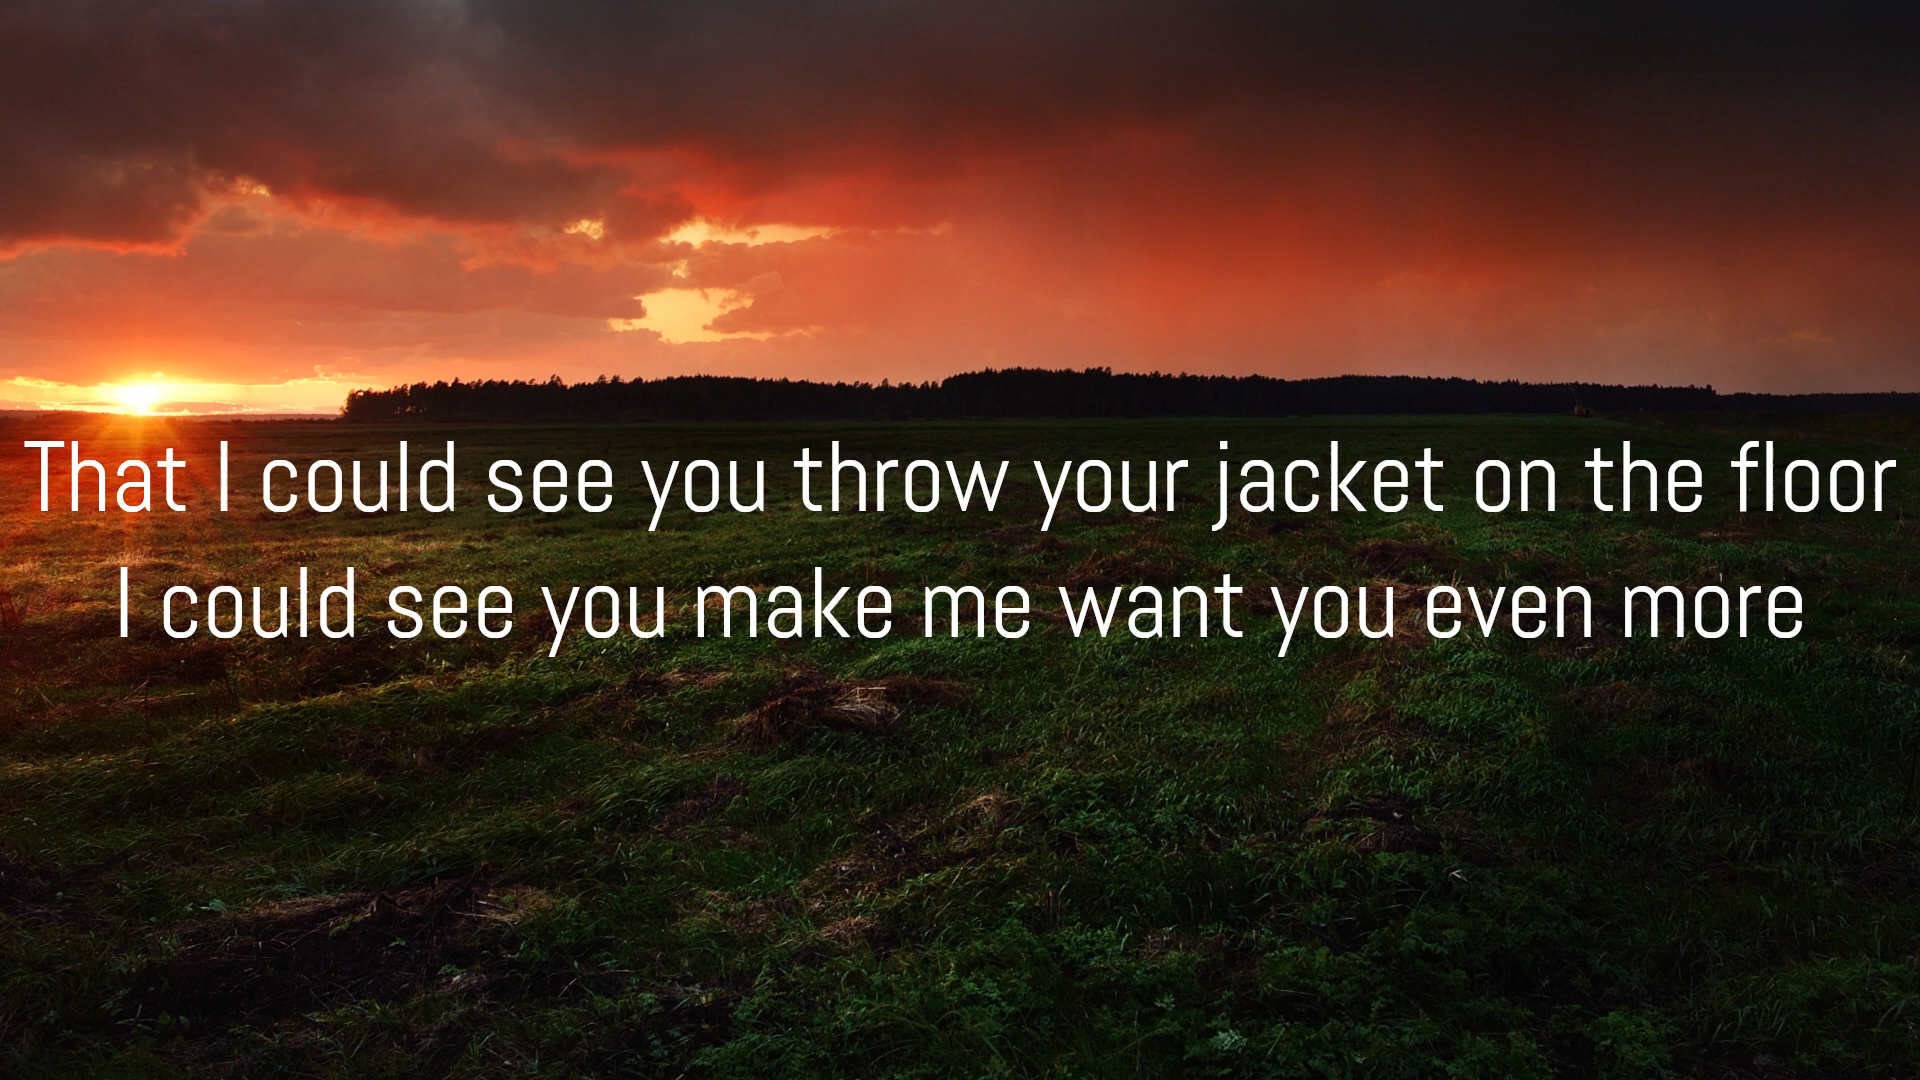 That I could see you throw your jacket on the floor
I could see you make me want you even more